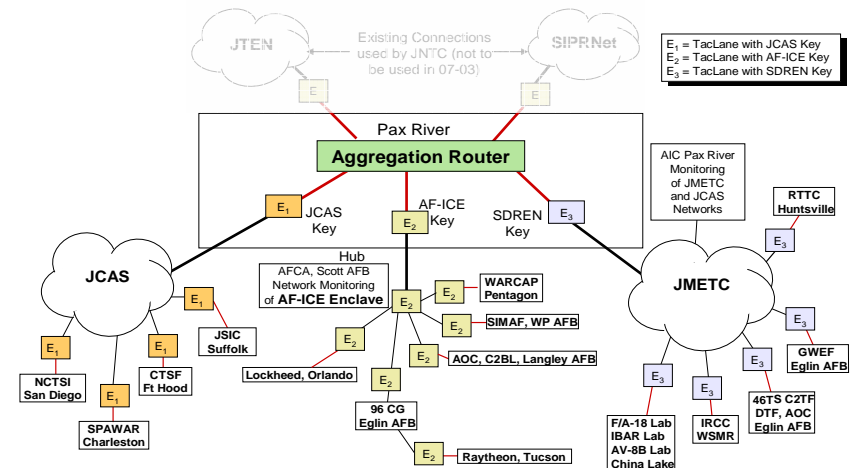 JTEN
Existing Connections
used by JNTC (not to
be used in 07-03)
SIPRNet
E1 = TacLane with JCAS Key
E2 = TacLane with AF-ICE Key
E3 = TacLane with SDREN Key
E
E
Pax River
Aggregation Router
E1
JCAS
Key
E2
AF-ICE
Key
SDREN
Key
E3
AIC Pax River
Monitoring
of JMETC
and JCAS
Networks
RTTC
Huntsville
E3
Hub
AFCA, Scott AFB
Network Monitoring
of AF-ICE Enclave
E2
JCAS
JMETC
E1
JSIC
Suffolk
E1
NCTSI
San Diego
E1
SPAWAR
Charleston
E1
CTSF
Ft Hood
E2
WARCAP
Pentagon
E2
SIMAF, WP AFB
E2
AOC, C2BL, Langley AFB
E2
Lockheed, Orlando
E2
96 CG
Eglin AFB
E2
Raytheon, Tucson
E3
GWEF
Eglin AFB
E3
F/A-18 Lab
IBAR Lab
AV-8B Lab
China Lake
E3
IRCC
WSMR
E3
46TS C2TF
DTF, AOC
Eglin AFB